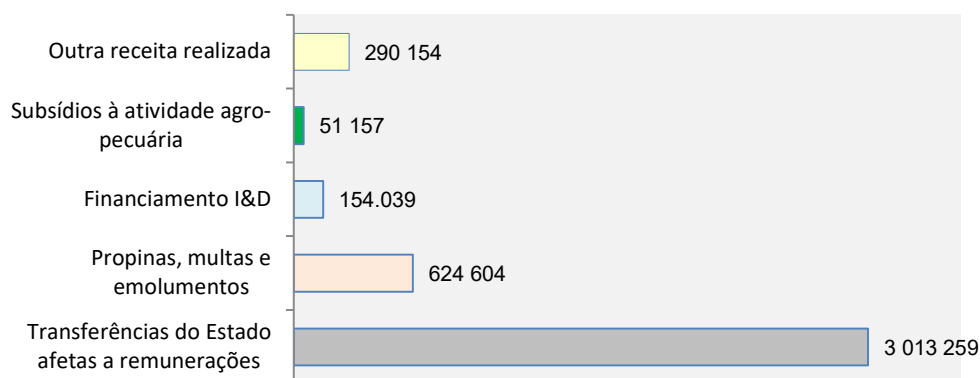 Outra receita realizada
290 154
Subsídios à atividade agro-
pecuária
51 157
Financiamento I&D
154.039
Propinas, multas e
emolumentos
624 604
Transferências do Estado
afetas a remunerações
3 013 259